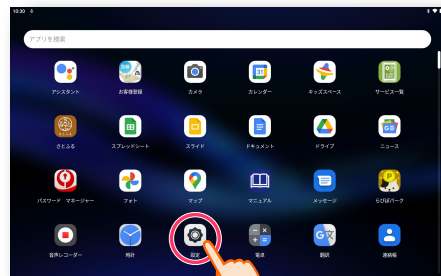 10:30
アプリを検索
アシスタント
お客様登録
カメラ
カレンダー
キッズスペース
サービス一覧
さとふる
スプレッドシート
スライド
ドキュメント
ドライブ
ニュース
パスワード マネージャー
フォト
マップ
マニュアル
メッセージ
らびぽパーク
音声レコーダー
時計
設定
電卓
翻訳
連絡帳